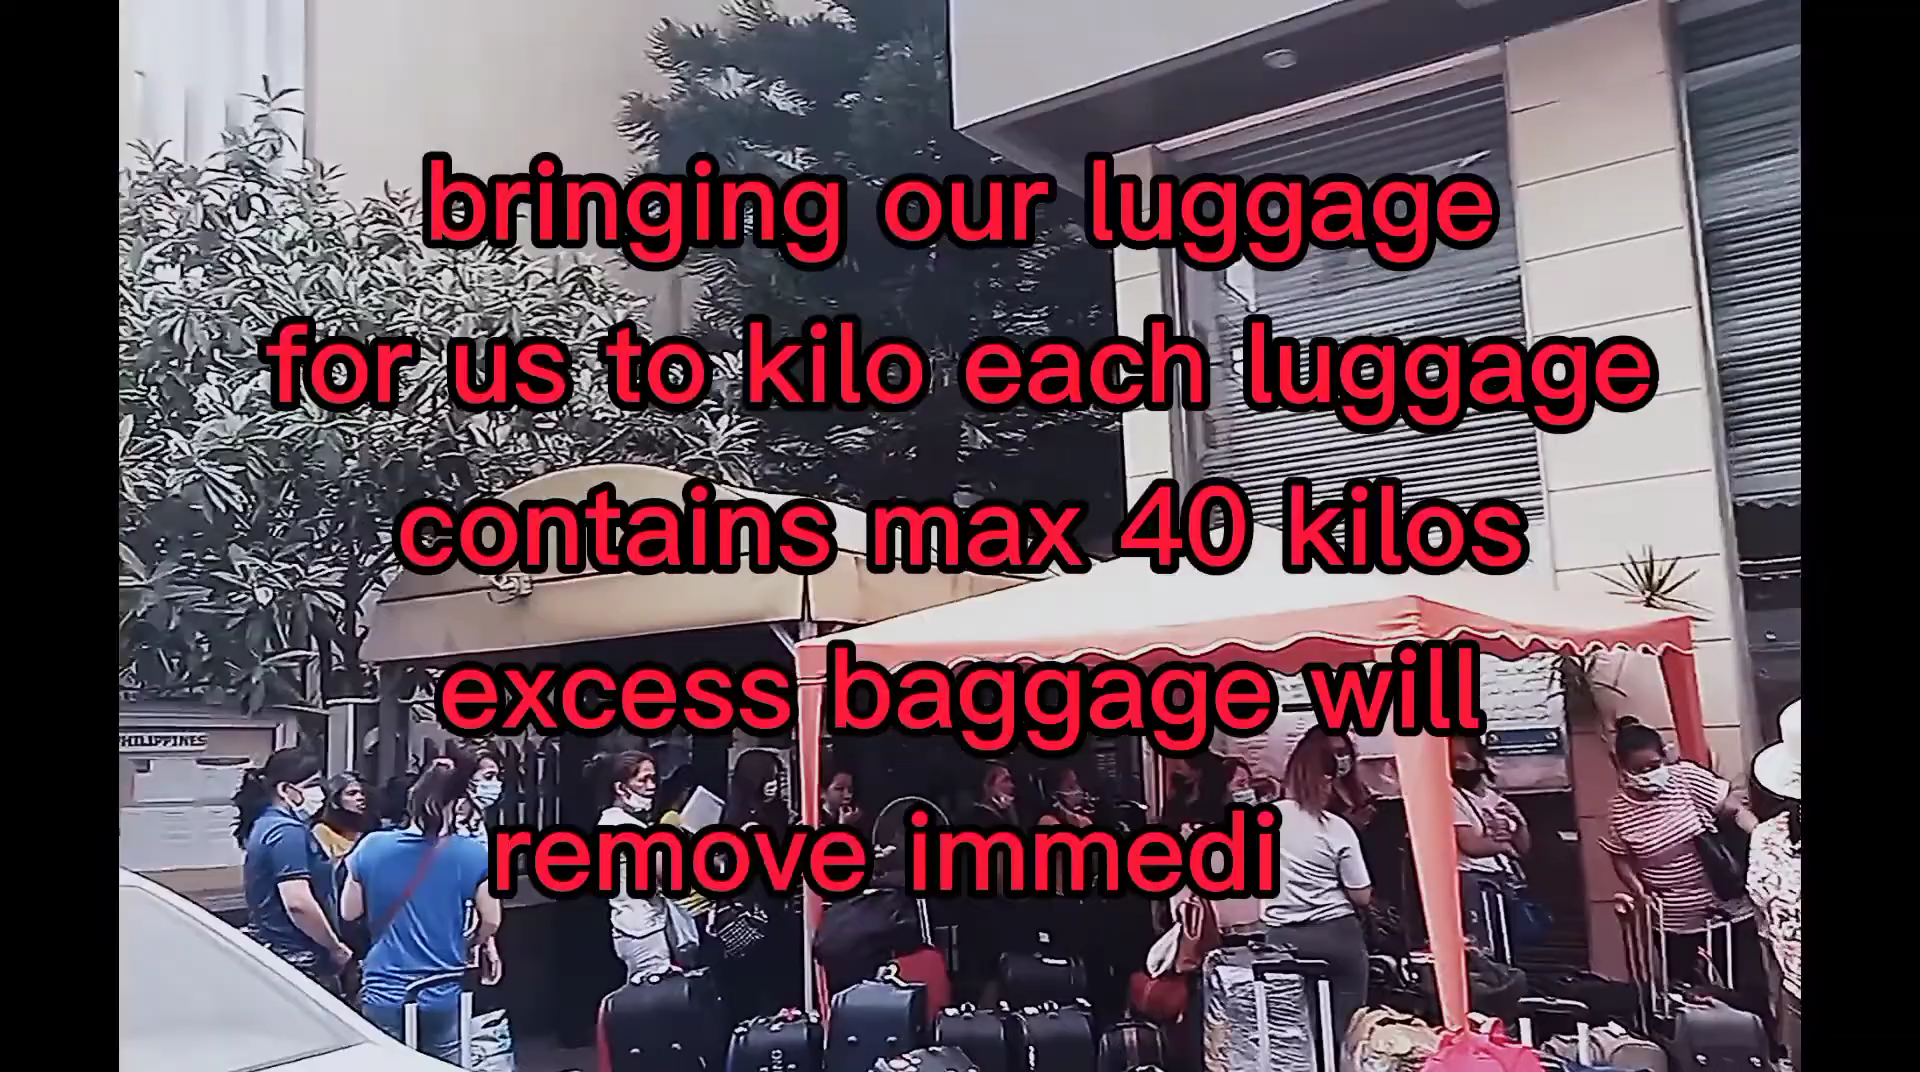 bringing our luggage
for us to kilo each luggage
contains max 40 kilos
excess baggage will
remove immedi
PHILIPPINES